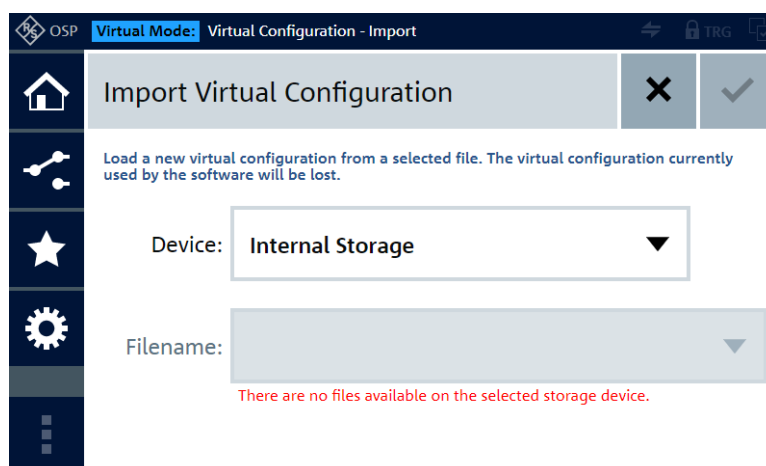 R&S OSP Virtual Mode: Virtual Configuration - Import TRG
Import Virtual Configuration
Load a new virtual configuration from a selected file. The virtual configuration currently
used by the software will be lost.
Device: Internal Storage
Filename:
There are no files available on the selected storage device.